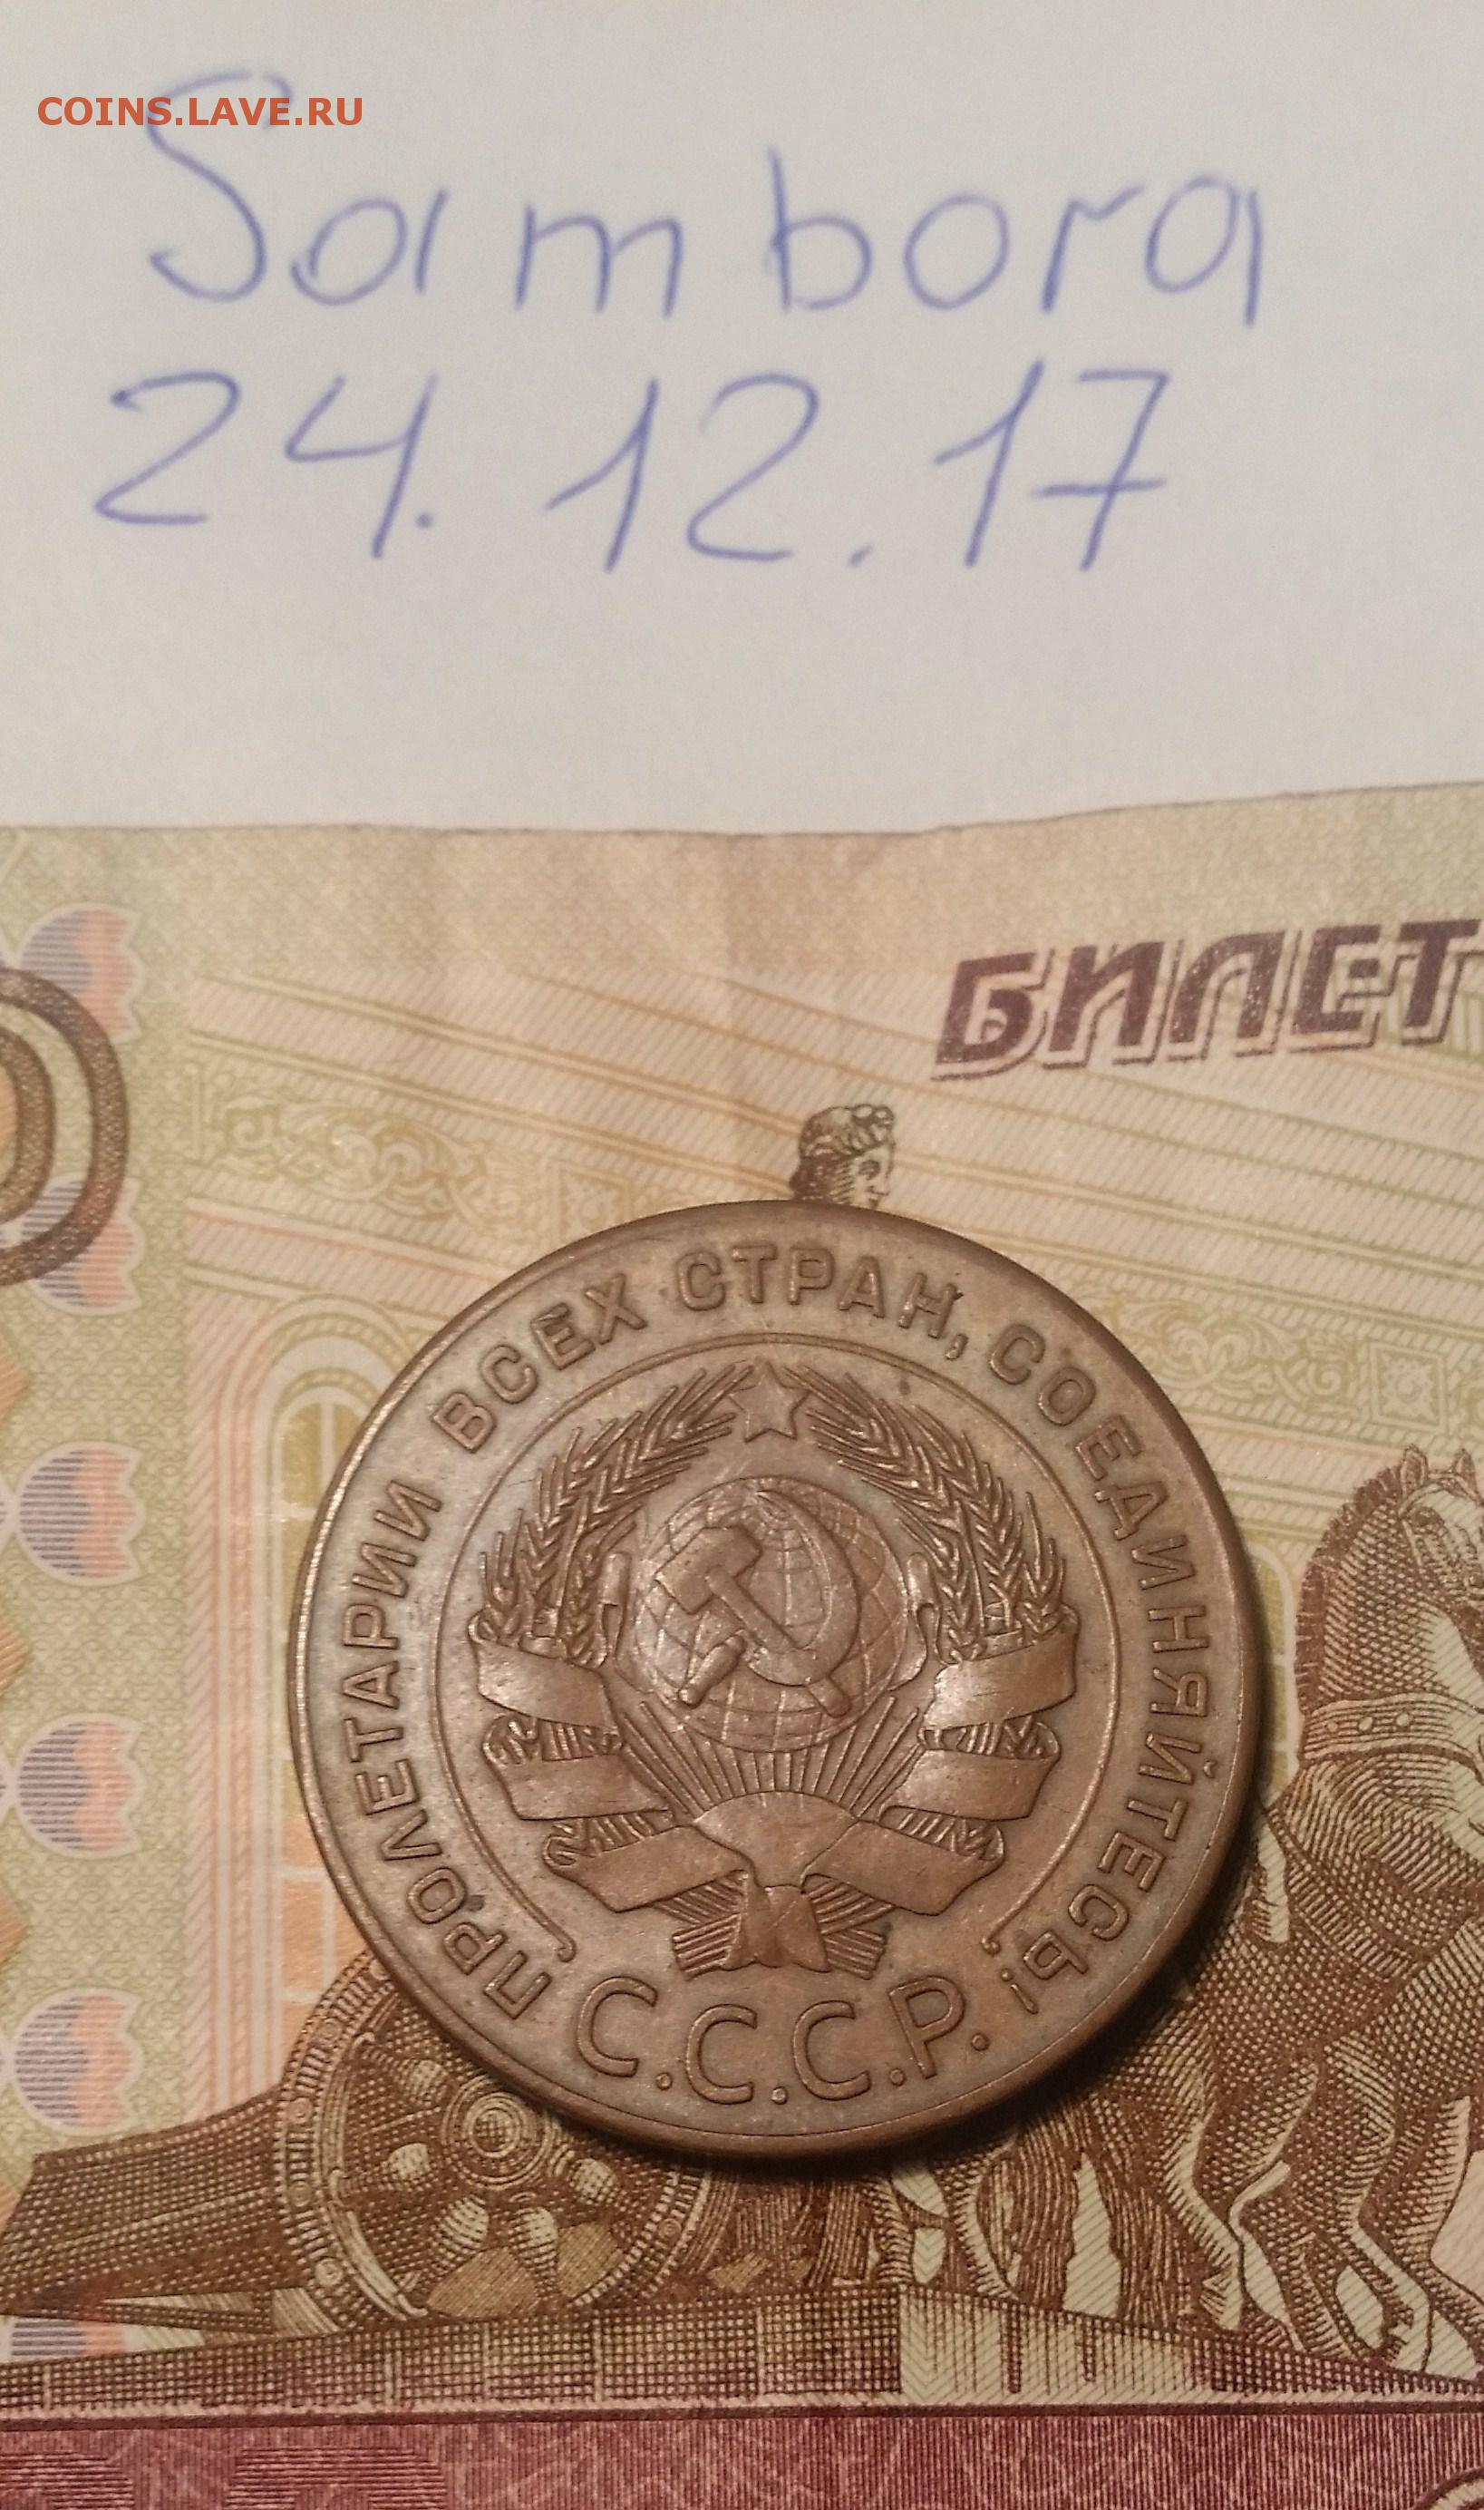 COINS.LAVE.RU
Sambora
24.12.17
БИЛЕТ
ПРОЛЕТАРИИ ВСЕХ СТРАН, СОЕДИНЯЙТЕСЬ!
С.С.С.Р.